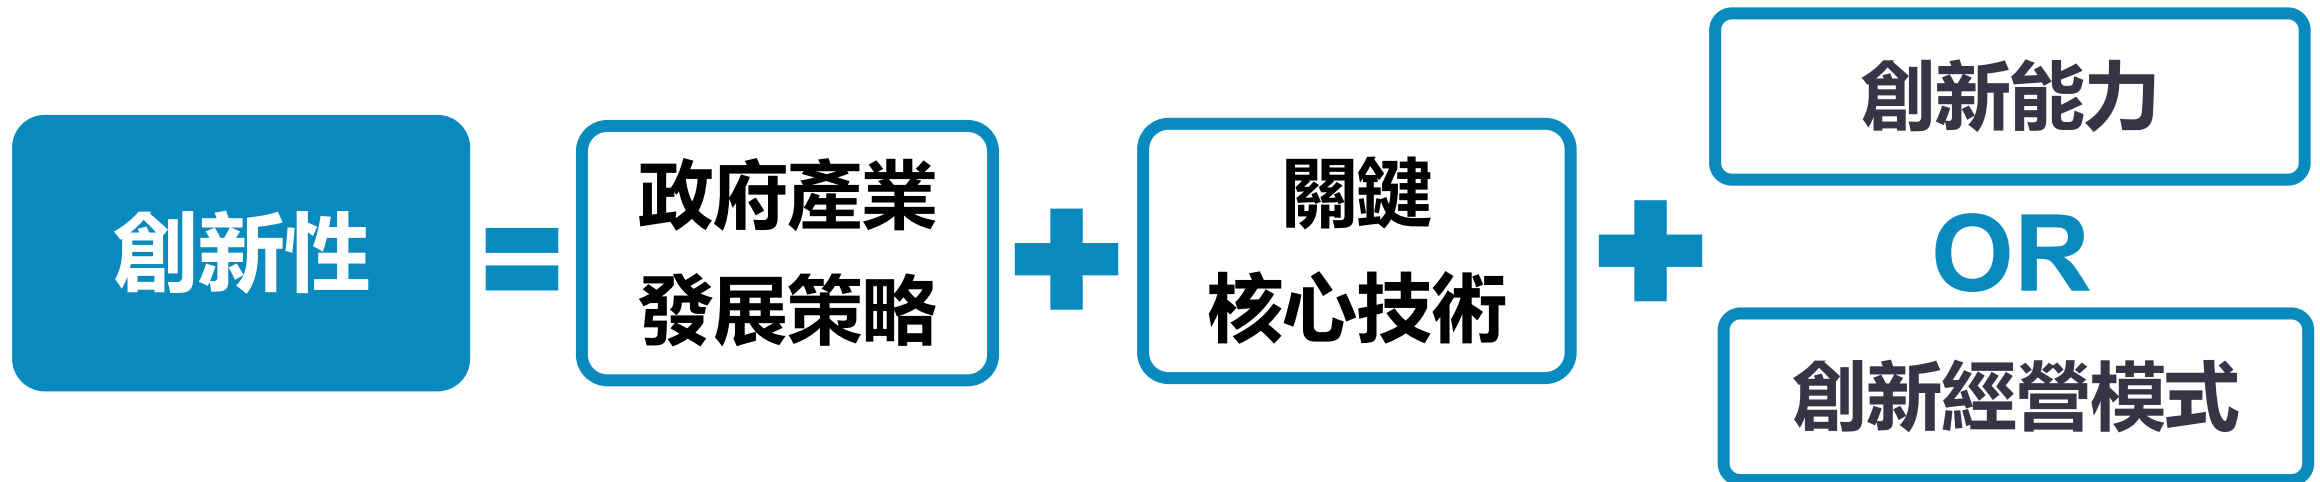 創新性
=
政府產業
發展策略
+
關鍵
核心技術
+
創新能力
OR
創新經營模式